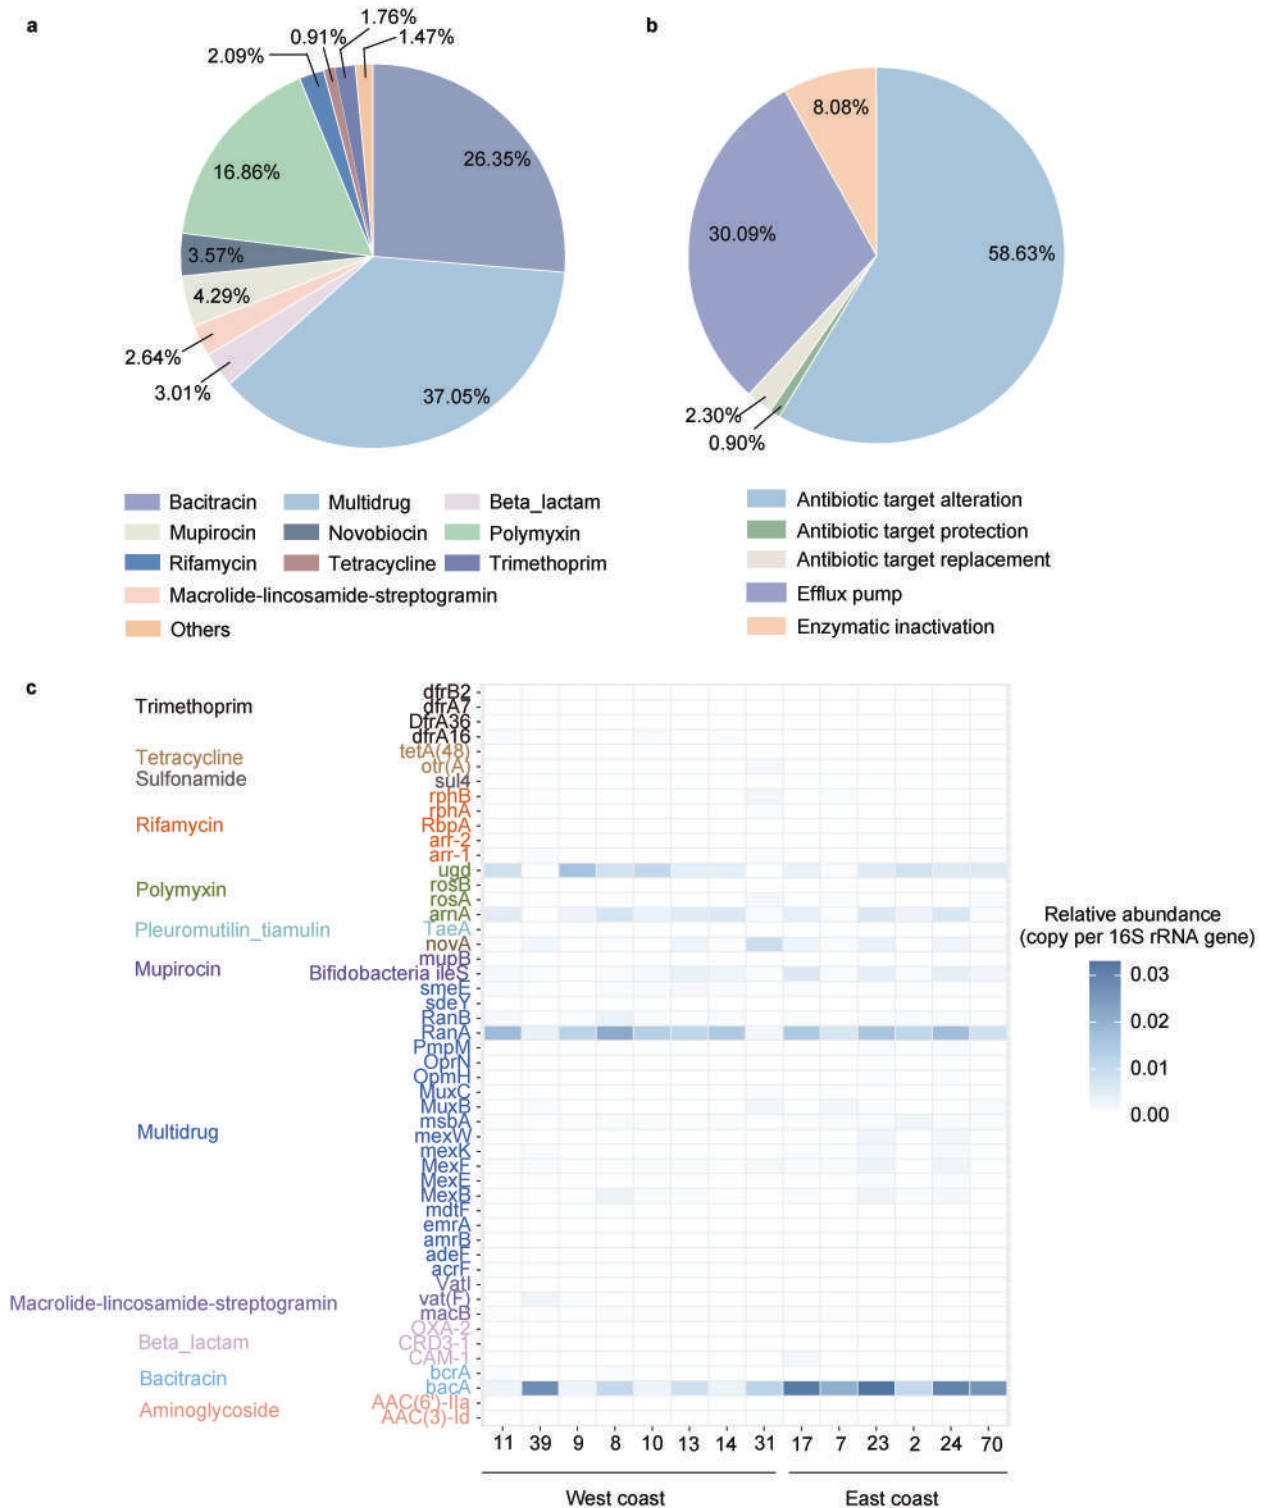 a
b
1.76%
0.91%
1.47%
2.09%
26.35%
16.86%
3.57%
4.29%
2.64%
3.01%
37.05%
8.08%
30.09%
58.63%
2.30%
0.90%
Bacitracin
Multidrug
Beta_lactam
Mupirocin
Novobiocin
Polymyxin
Rifamycin
Tetracycline
Trimethoprim
Macrolide-lincosamide-streptogramin
Others
Antibiotic target alteration
Antibiotic target protection
Antibiotic target replacement
Efflux pump
Enzymatic inactivation
c
Trimethoprim
Tetracycline
Sulfonamide
Rifamycin
Polymyxin
Pleuromutilin_tiamulin
Mupirocin
Multidrug
Macrolide-lincosamide-streptogramin
Beta_lactam
Bacitracin
Aminoglycoside
dfrB2
dfrA7
DfrA36
dfrA16
tetA(48)
otr(A)
sul4
rphB
rphA
RbpA
arr-2
arr-1
ugd
rosB
rosA
arnA
TaeA
novA
mupB
Bifidobacteria ileS
smeE
sdeY
RanB
RanA
PmpM
OprN
OpmH
MuxC
MuxB
msbA
mexW
mexK
MexF
MexE
MexB
mdtF
emrA
amrB
adeF
acrF
VatI
vat(F)
macB
OXA-2
CRD3-1
CAM-1
bcrA
bacA
AAC(6')-IIa
AAC(3)-Id
11 39 9 8 10 13 14 31 17 7 23 2 24 70
West coast
East coast
Relative abundance
(copy per 16S rRNA gene)
0.03
0.02
0.01
0.00